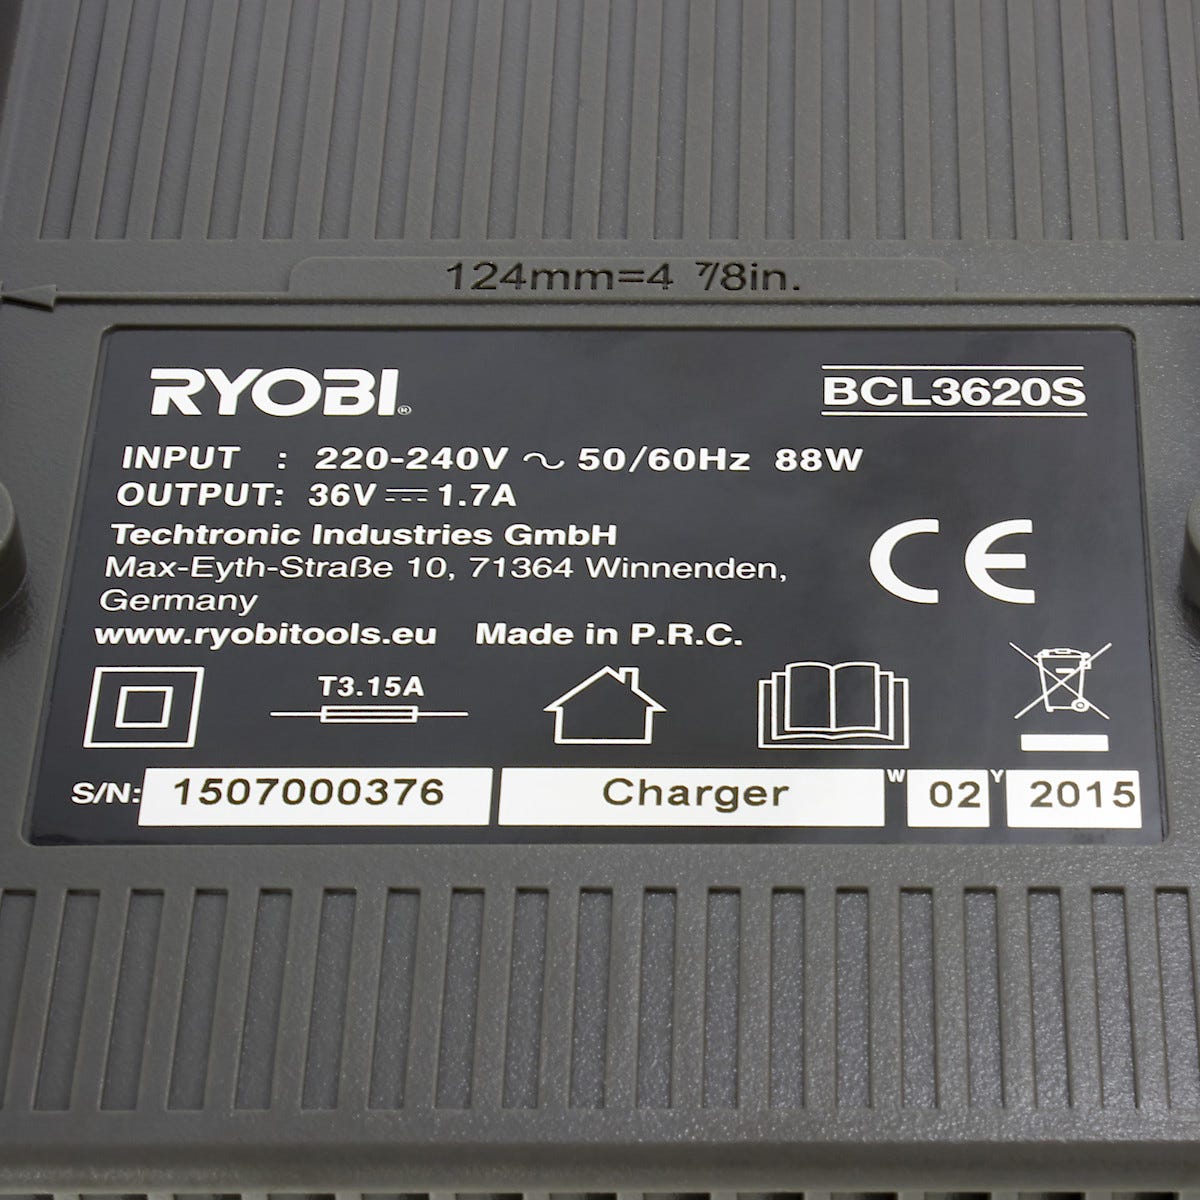 124mm=4 7/8in.
RYOBI®
BCL3620S
INPUT : 220-240V ~ 50/60Hz 88W
OUTPUT: 36V ⎓ 1.7A
Techtronic Industries GmbH
Max-Eyth-Straße 10, 71364 Winnenden,
Germany
www.ryobitools.eu Made in P.R.C.
CE
T3.15A
S/N: 1507000376 Charger W 02 Y 2015